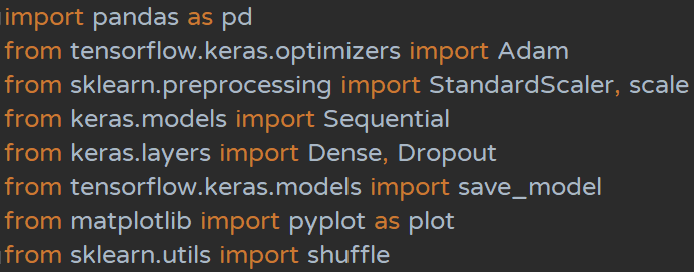 import pandas as pd
from tensorflow.keras.optimizers import Adam
from sklearn.preprocessing import StandardScaler, scale
from keras.models import Sequential
from keras.layers import Dense, Dropout
from tensorflow.keras.models import save_model
from matplotlib import pyplot as plot
from sklearn.utils import shuffle